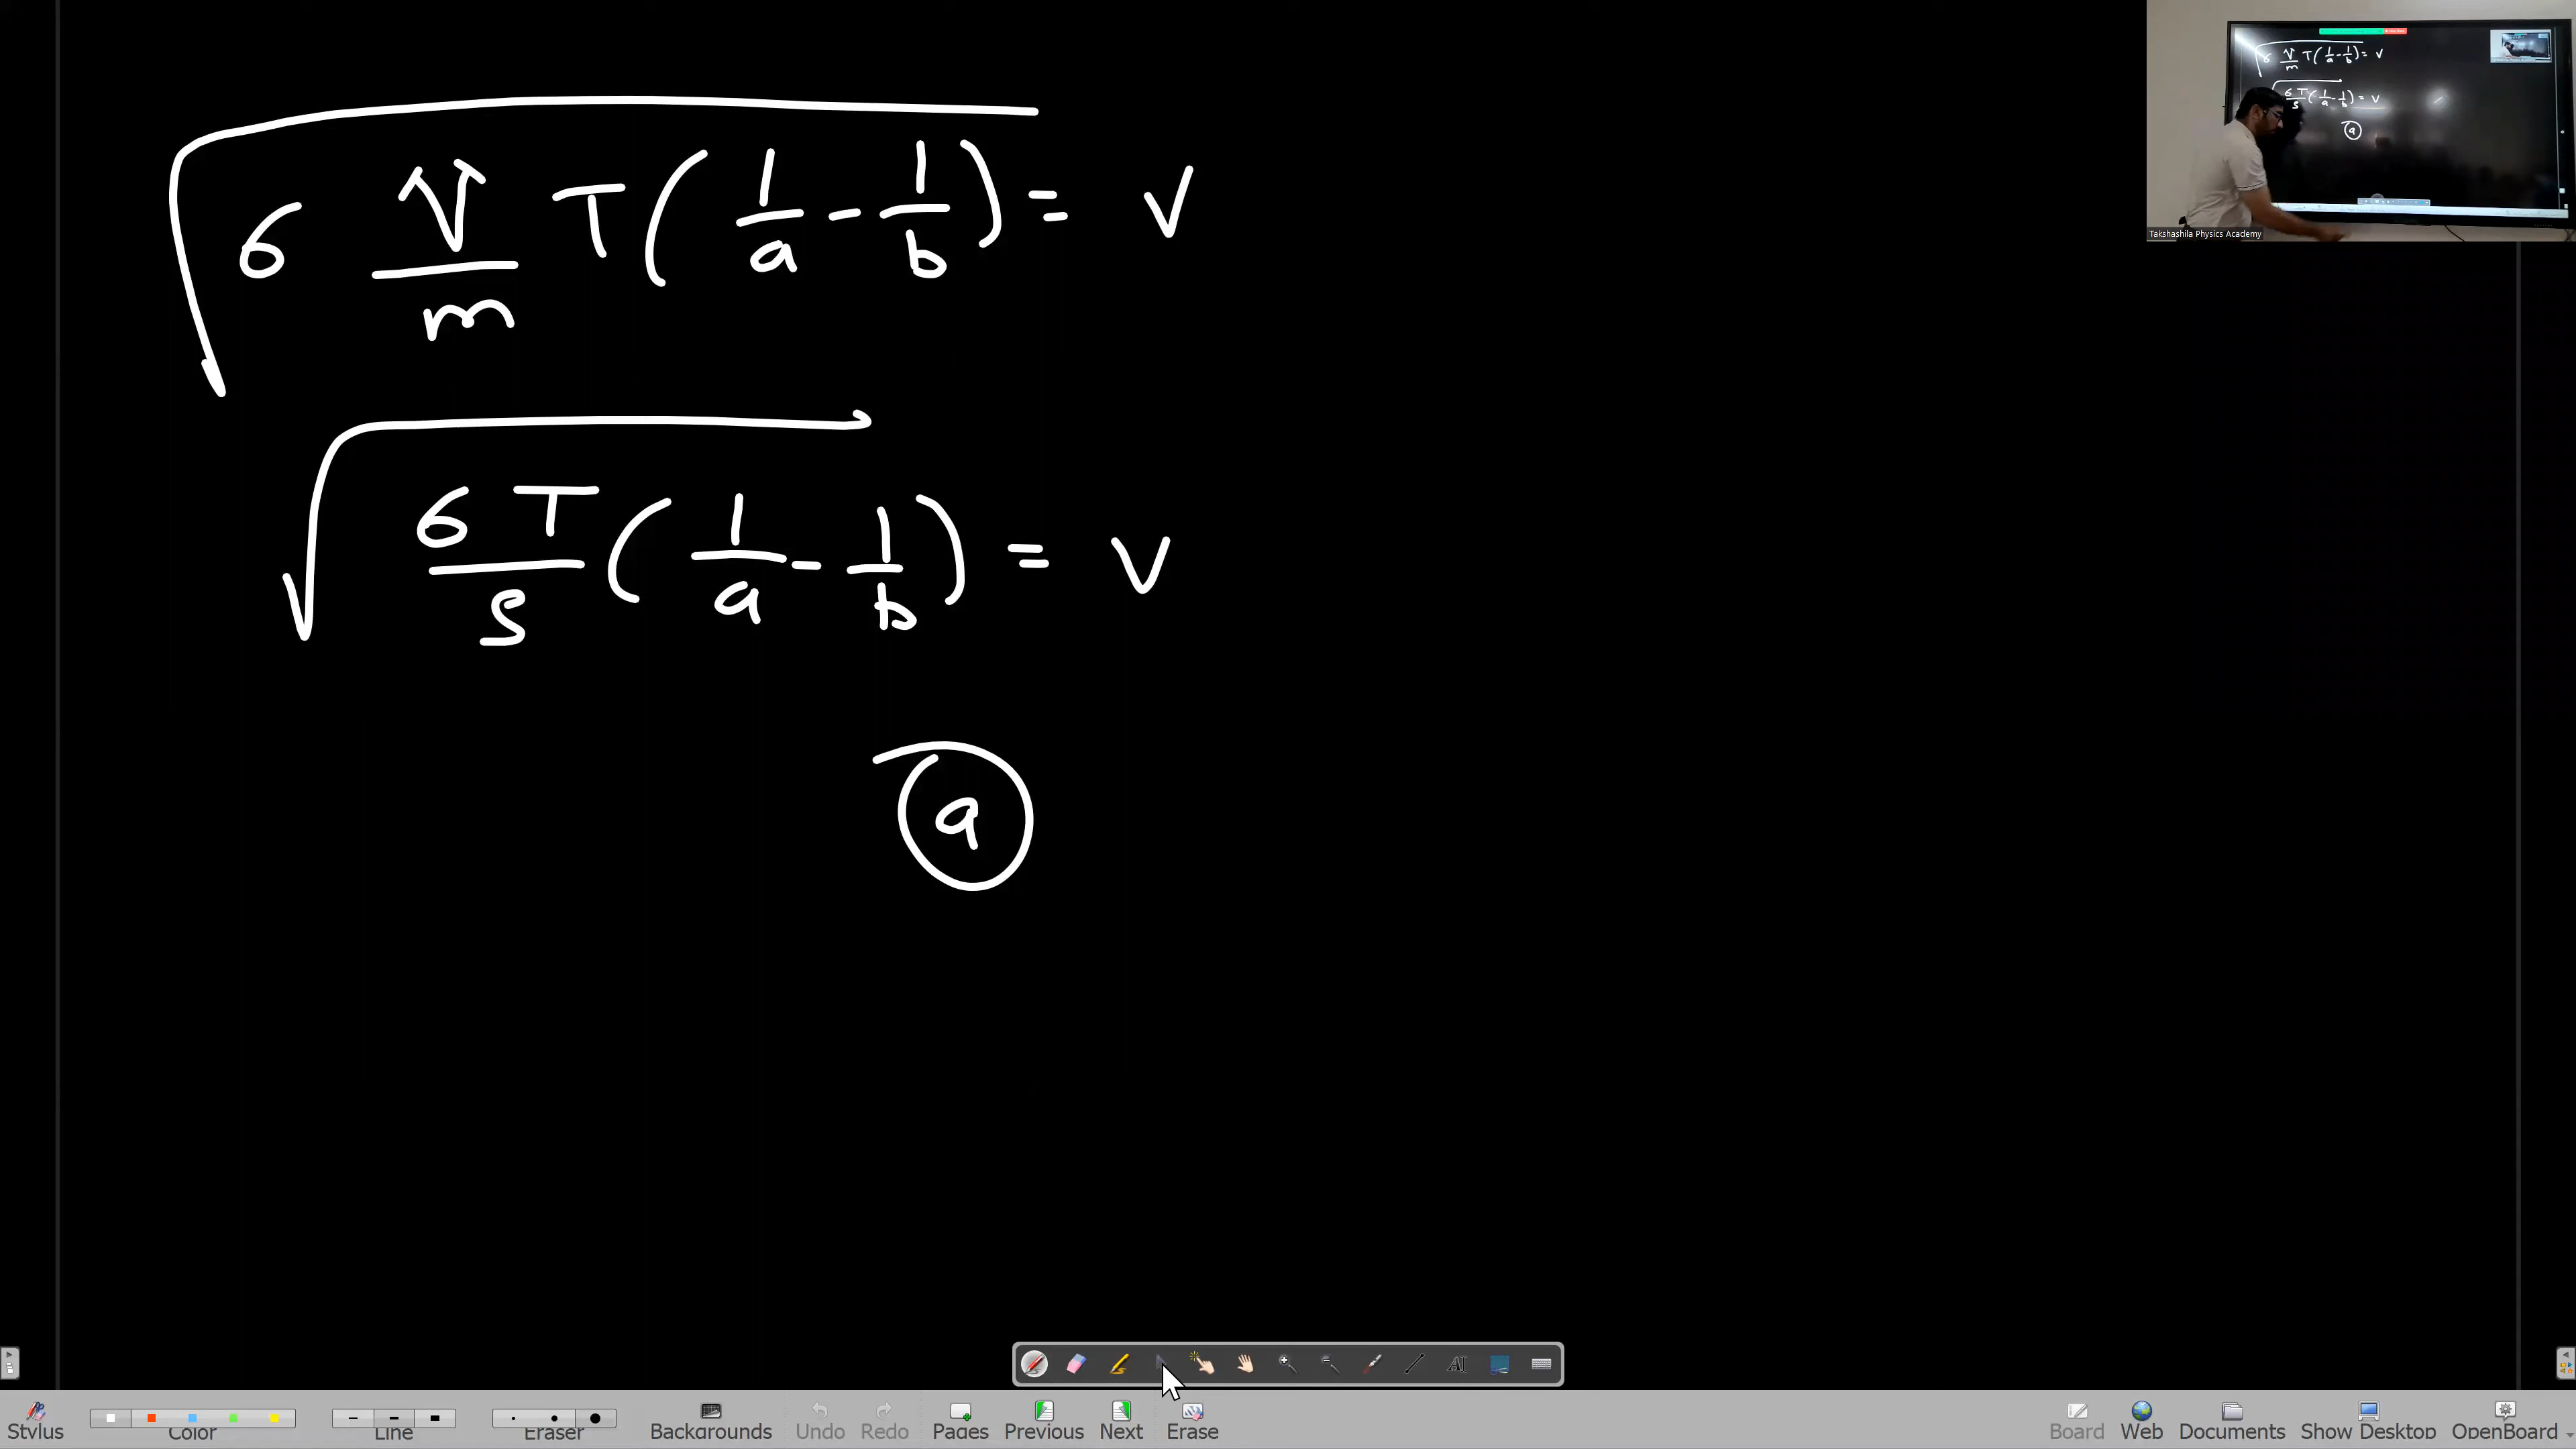 √(6 V/m T(1/a - 1/b)) = v
√(6T/S (1/a - 1/b)) = v
a
Takshashila Physics Academy
Stylus Color Line Eraser Backgrounds Undo Redo Pages Previous Next Erase Board Web Documents Show Desktop OpenBoard